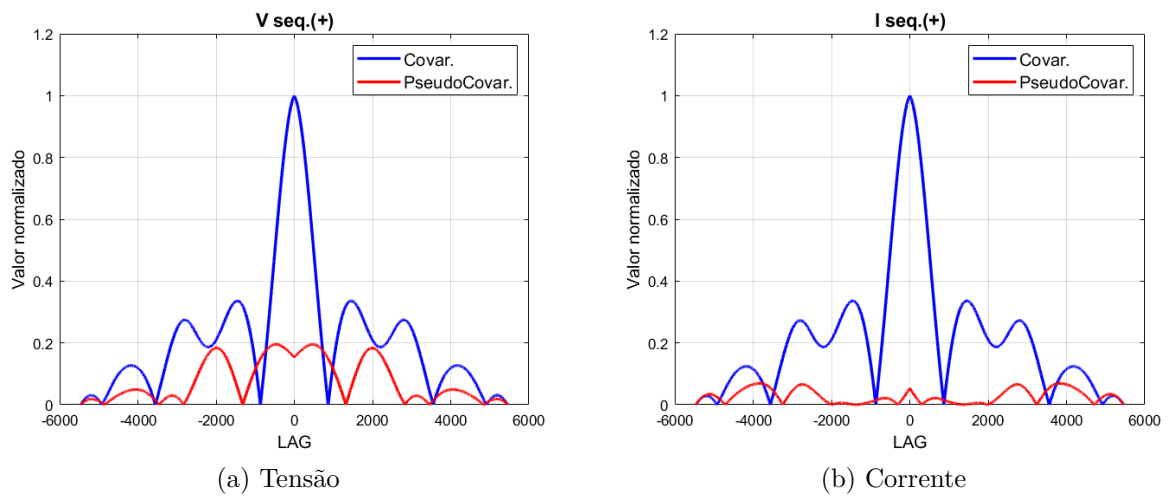 V seq.(+)
1.2
1
0.8
0.6
0.4
0.2
0
Valor normalizado
Covar.
PseudoCovar.
-6000 -4000 -2000 0 2000 4000 6000
LAG
(a) Tensão
I seq.(+)
1.2
1
0.8
0.6
0.4
0.2
0
Valor normalizado
Covar.
PseudoCovar.
-6000 -4000 -2000 0 2000 4000 6000
LAG
(b) Corrente